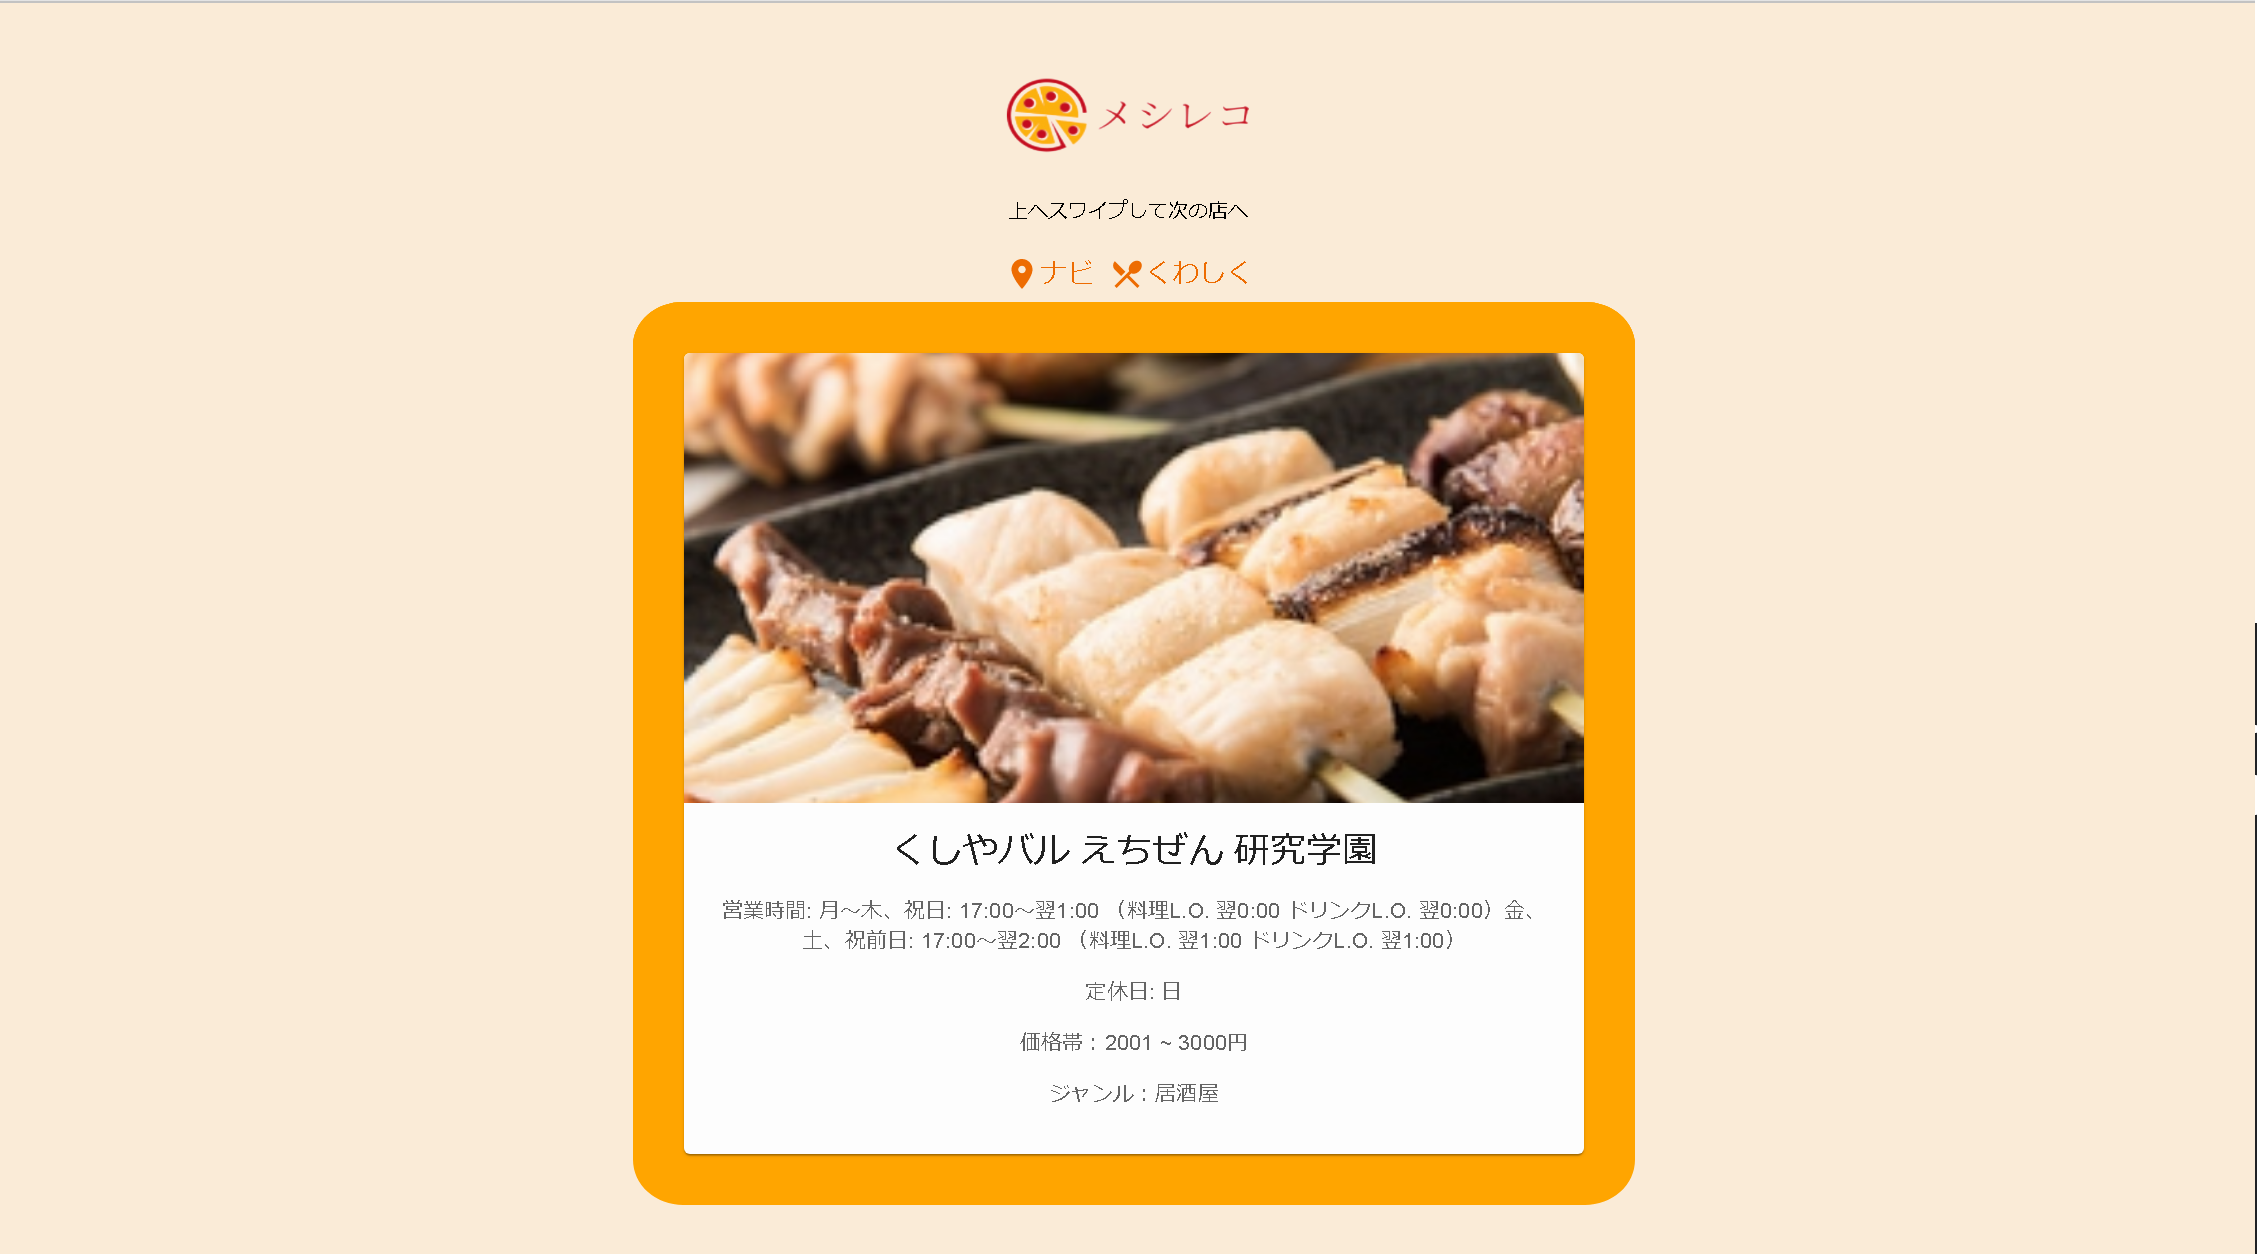 メシレコ
上へスワイプして次の店へ
ナビ くわしく
くしやバル えちぜん 研究学園
営業時間: 月～木、祝日: 17:00～翌1:00 （料理L.O. 翌0:00 ドリンクL.O. 翌0:00）金、
土、祝前日: 17:00～翌2:00 （料理L.O. 翌1:00 ドリンクL.O. 翌1:00）
定休日: 日
価格帯：2001 ~ 3000円
ジャンル：居酒屋